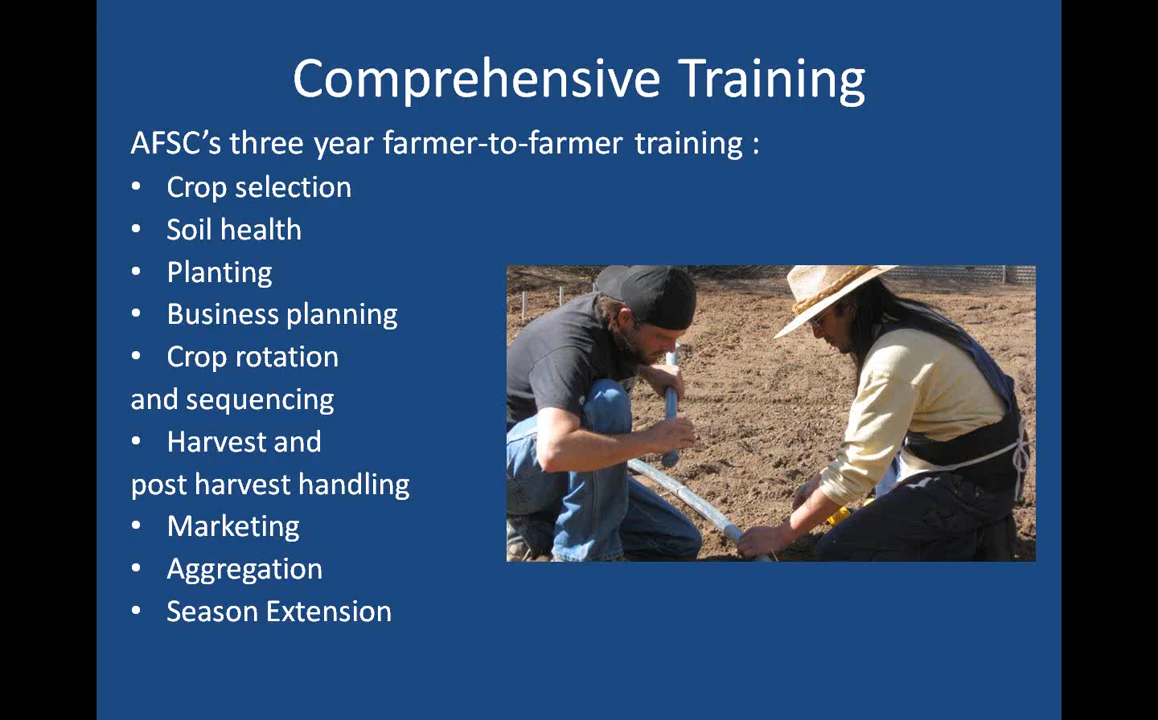 Comprehensive Training
AFSC’s three year farmer-to-farmer training :
• Crop selection
• Soil health
• Planting
• Business planning
• Crop rotation
and sequencing
• Harvest and
post harvest handling
• Marketing
• Aggregation
• Season Extension